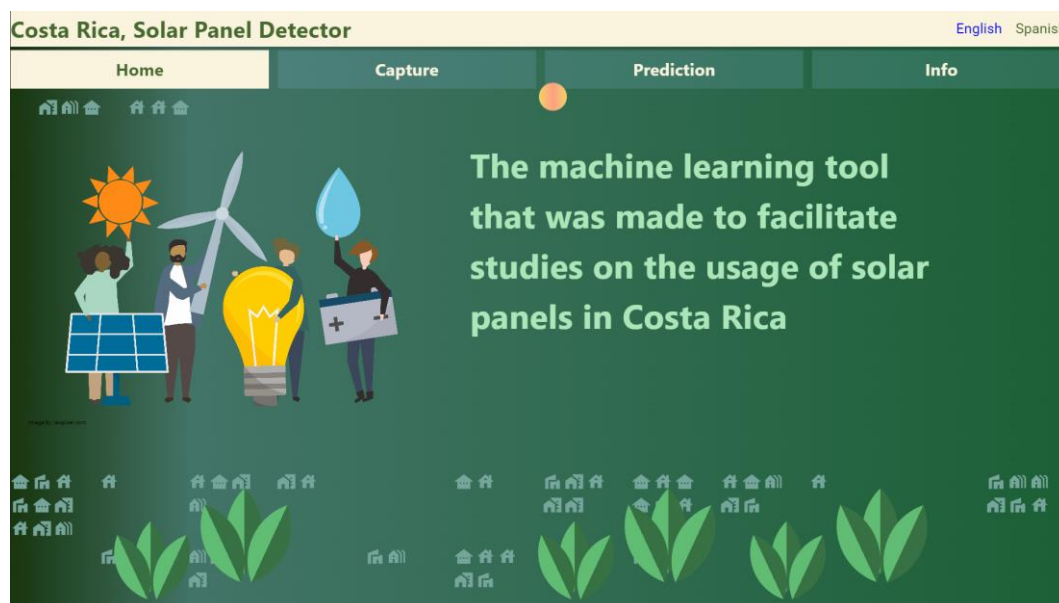 Costa Rica, Solar Panel Detector
English Spanis
Home Capture Prediction Info
The machine learning tool
that was made to facilitate
studies on the usage of solar
panels in Costa Rica